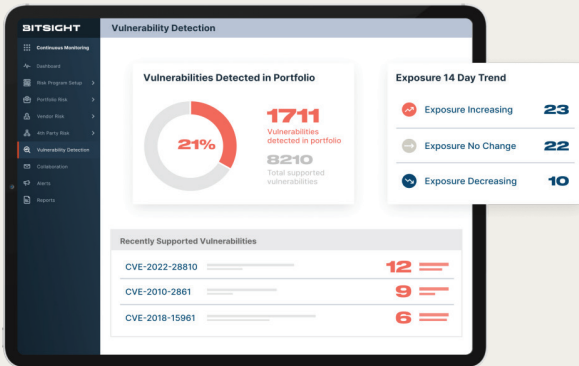 BITSIGHT
Vulnerability Detection
Continuous Monitoring
Dashboard
Risk Program Setup
Portfolio Risk
Vendor Risk
4th Party Risk
Vulnerability Detection
Collaboration
Alerts
Reports
Vulnerabilities Detected in Portfolio
21%
1711
Vulnerabilities
detected in portfolio
8210
Total supported
vulnerabilities
Exposure 14 Day Trend
Exposure Increasing 23
Exposure No Change 22
Exposure Decreasing 10
Recently Supported Vulnerabilities
CVE-2022-28810 12
CVE-2010-2861 9
CVE-2018-15961 6